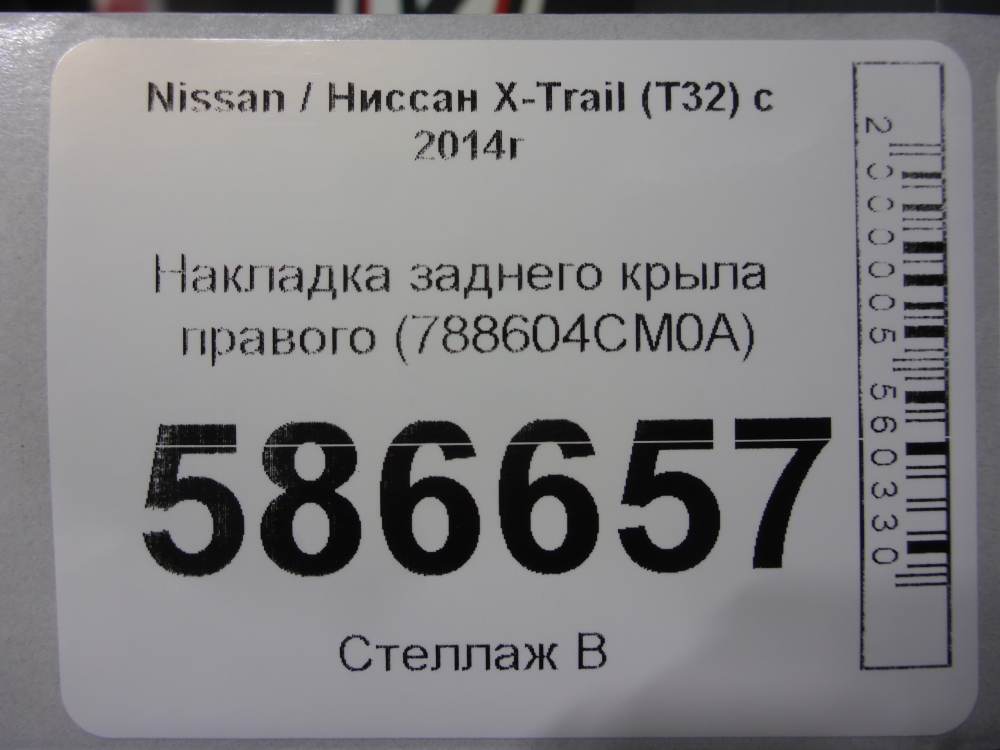 Nissan / Ниссан X-Trail (T32) с
2014г
Накладка заднего крыла
правого (788604CM0A)
586657
Стеллаж В
2000005560330